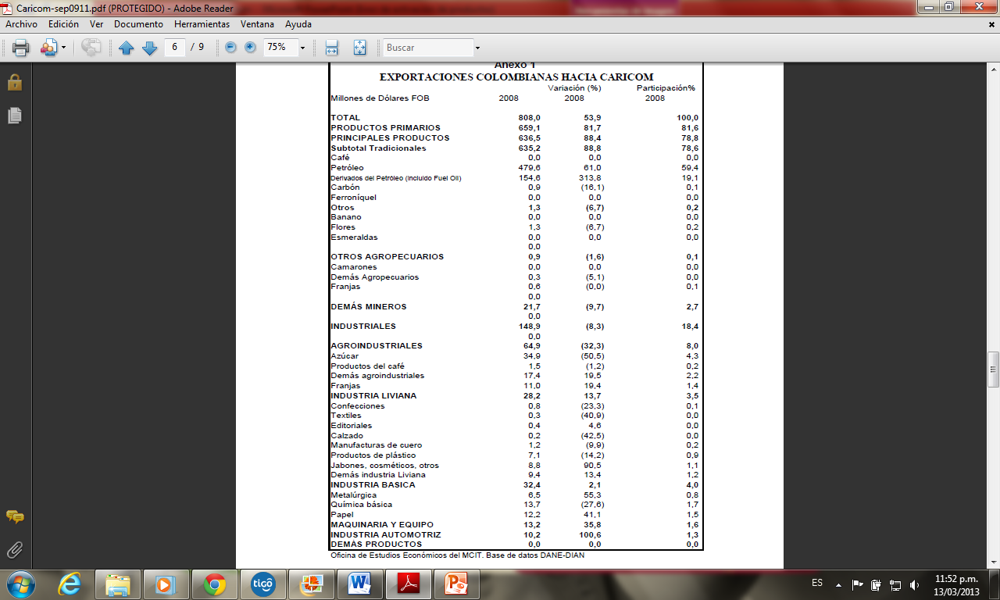 Caricom-sep0911.pdf (PROTEGIDO) - Adobe Reader
Archivo Edición Ver Documento Herramientas Ventana Ayuda
6 / 9 75% Buscar
Anexo 1
EXPORTACIONES COLOMBIANAS HACIA CARICOM
Variación (%) Participación%
Millones de Dólares FOB 2008 2008 2008
TOTAL 808,0 53,9 100,0
PRODUCTOS PRIMARIOS 659,1 81,7 81,6
PRINCIPALES PRODUCTOS 636,5 88,4 78,8
Subtotal Tradicionales 635,2 88,8 78,6
Café 0,0 0,0 0,0
Petróleo 479,6 61,0 59,4
Derivados del Petróleo (Incluido Fuel Oil) 154,6 313,8 19,1
Carbón 0,9 (16,1) 0,1
Ferroníquel 0,0 0,0 0,0
Otros 1,3 (6,7) 0,2
Banano 0,0 0,0 0,0
Flores 1,3 (6,7) 0,2
Esmeraldas 0,0 0,0 0,0
0,0
OTROS AGROPECUARIOS 0,9 (1,6) 0,1
Camarones 0,0 0,0 0,0
Demás Agropecuarios 0,3 (5,1) 0,0
Franjas 0,6 (0,0) 0,1
0,0
DEMÁS MINEROS 21,7 (9,7) 2,7
0,0
INDUSTRIALES 148,9 (8,3) 18,4
0,0
AGROINDUSTRIALES 64,9 (32,3) 8,0
Azúcar 34,9 (50,5) 4,3
Productos del café 1,5 (1,2) 0,2
Demás agroindustriales 17,4 19,5 2,2
Franjas 11,0 19,4 1,4
INDUSTRIA LIVIANA 28,2 13,7 3,5
Confecciones 0,8 (23,3) 0,1
Textiles 0,3 (40,9) 0,0
Editoriales 0,4 4,6 0,0
Calzado 0,2 (42,5) 0,0
Manufacturas de cuero 1,2 (9,9) 0,2
Productos de plástico 7,1 (14,2) 0,9
Jabones, cosméticos, otros 8,8 90,5 1,1
Demás industria Liviana 9,4 13,4 1,2
INDUSTRIA BASICA 32,4 2,1 4,0
Metalúrgica 6,5 55,3 0,8
Química básica 13,7 (27,6) 1,7
Papel 12,2 41,1 1,5
MAQUINARIA Y EQUIPO 13,2 35,8 1,6
INDUSTRIA AUTOMOTRIZ 10,2 100,6 1,3
DEMÁS PRODUCTOS 0,0 0,0 0,0
Oficina de Estudios Económicos del MCIT. Base de datos DANE-DIAN
tigo
ES
11:52 p.m.
13/03/2013